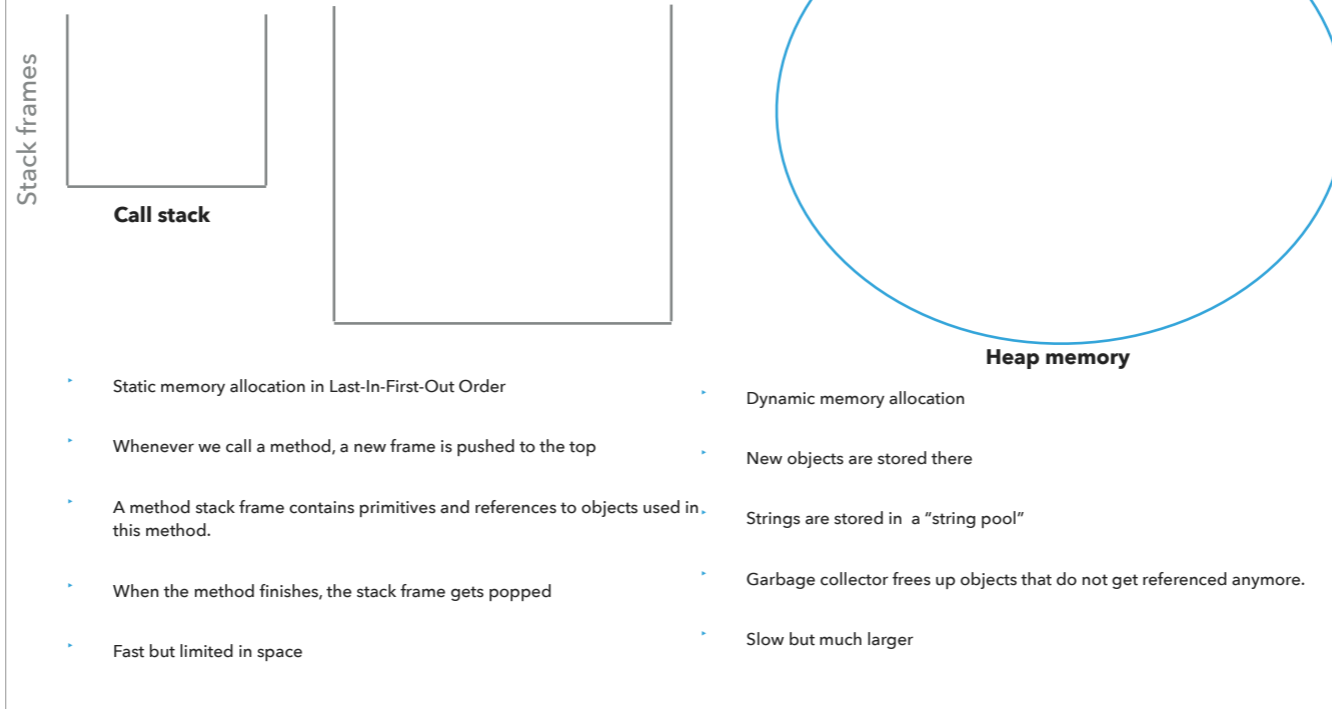 Stack frames
Call stack
Heap memory
Static memory allocation in Last-In-First-Out Order
Whenever we call a method, a new frame is pushed to the top
A method stack frame contains primitives and references to objects used in
this method.
When the method finishes, the stack frame gets popped
Fast but limited in space
Dynamic memory allocation
New objects are stored there
Strings are stored in  a “string pool”
Garbage collector frees up objects that do not get referenced anymore.
Slow but much larger